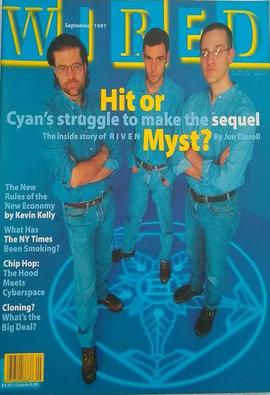 WIRED
September 1997
Hit or
Cyan's struggle to make the sequel
The inside story of RIVEN Myst? By Jon Carroll
The New
Rules of the
New Economy
by Kevin Kelly
What Has
The NY Times
Been Smoking?
Chip Hop:
The Hood
Meets
Cyberspace
Cloning?
What's the
Big Deal?